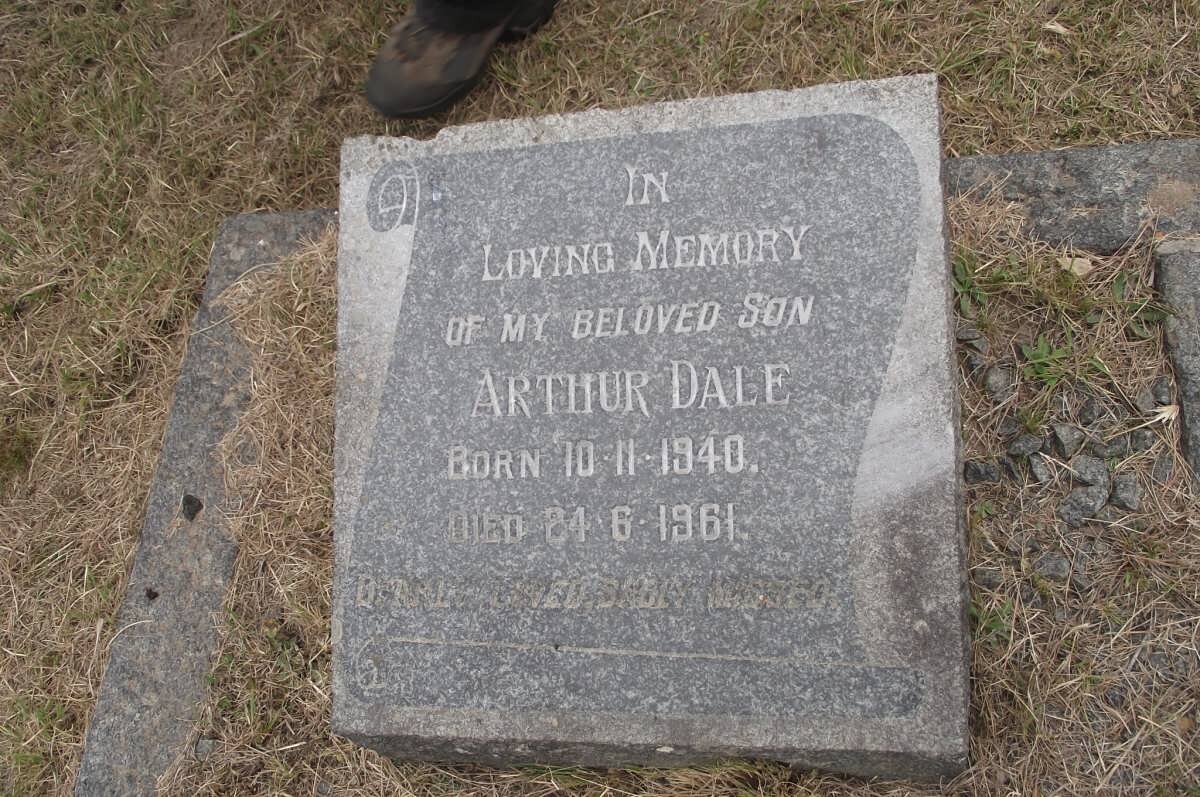 IN
LOVING MEMORY
OF MY BELOVED SON
ARTHUR DALE
BORN 10·11·1940.
DIED 24·6·1961.
DEARLY LOVED, SADLY MISSED.